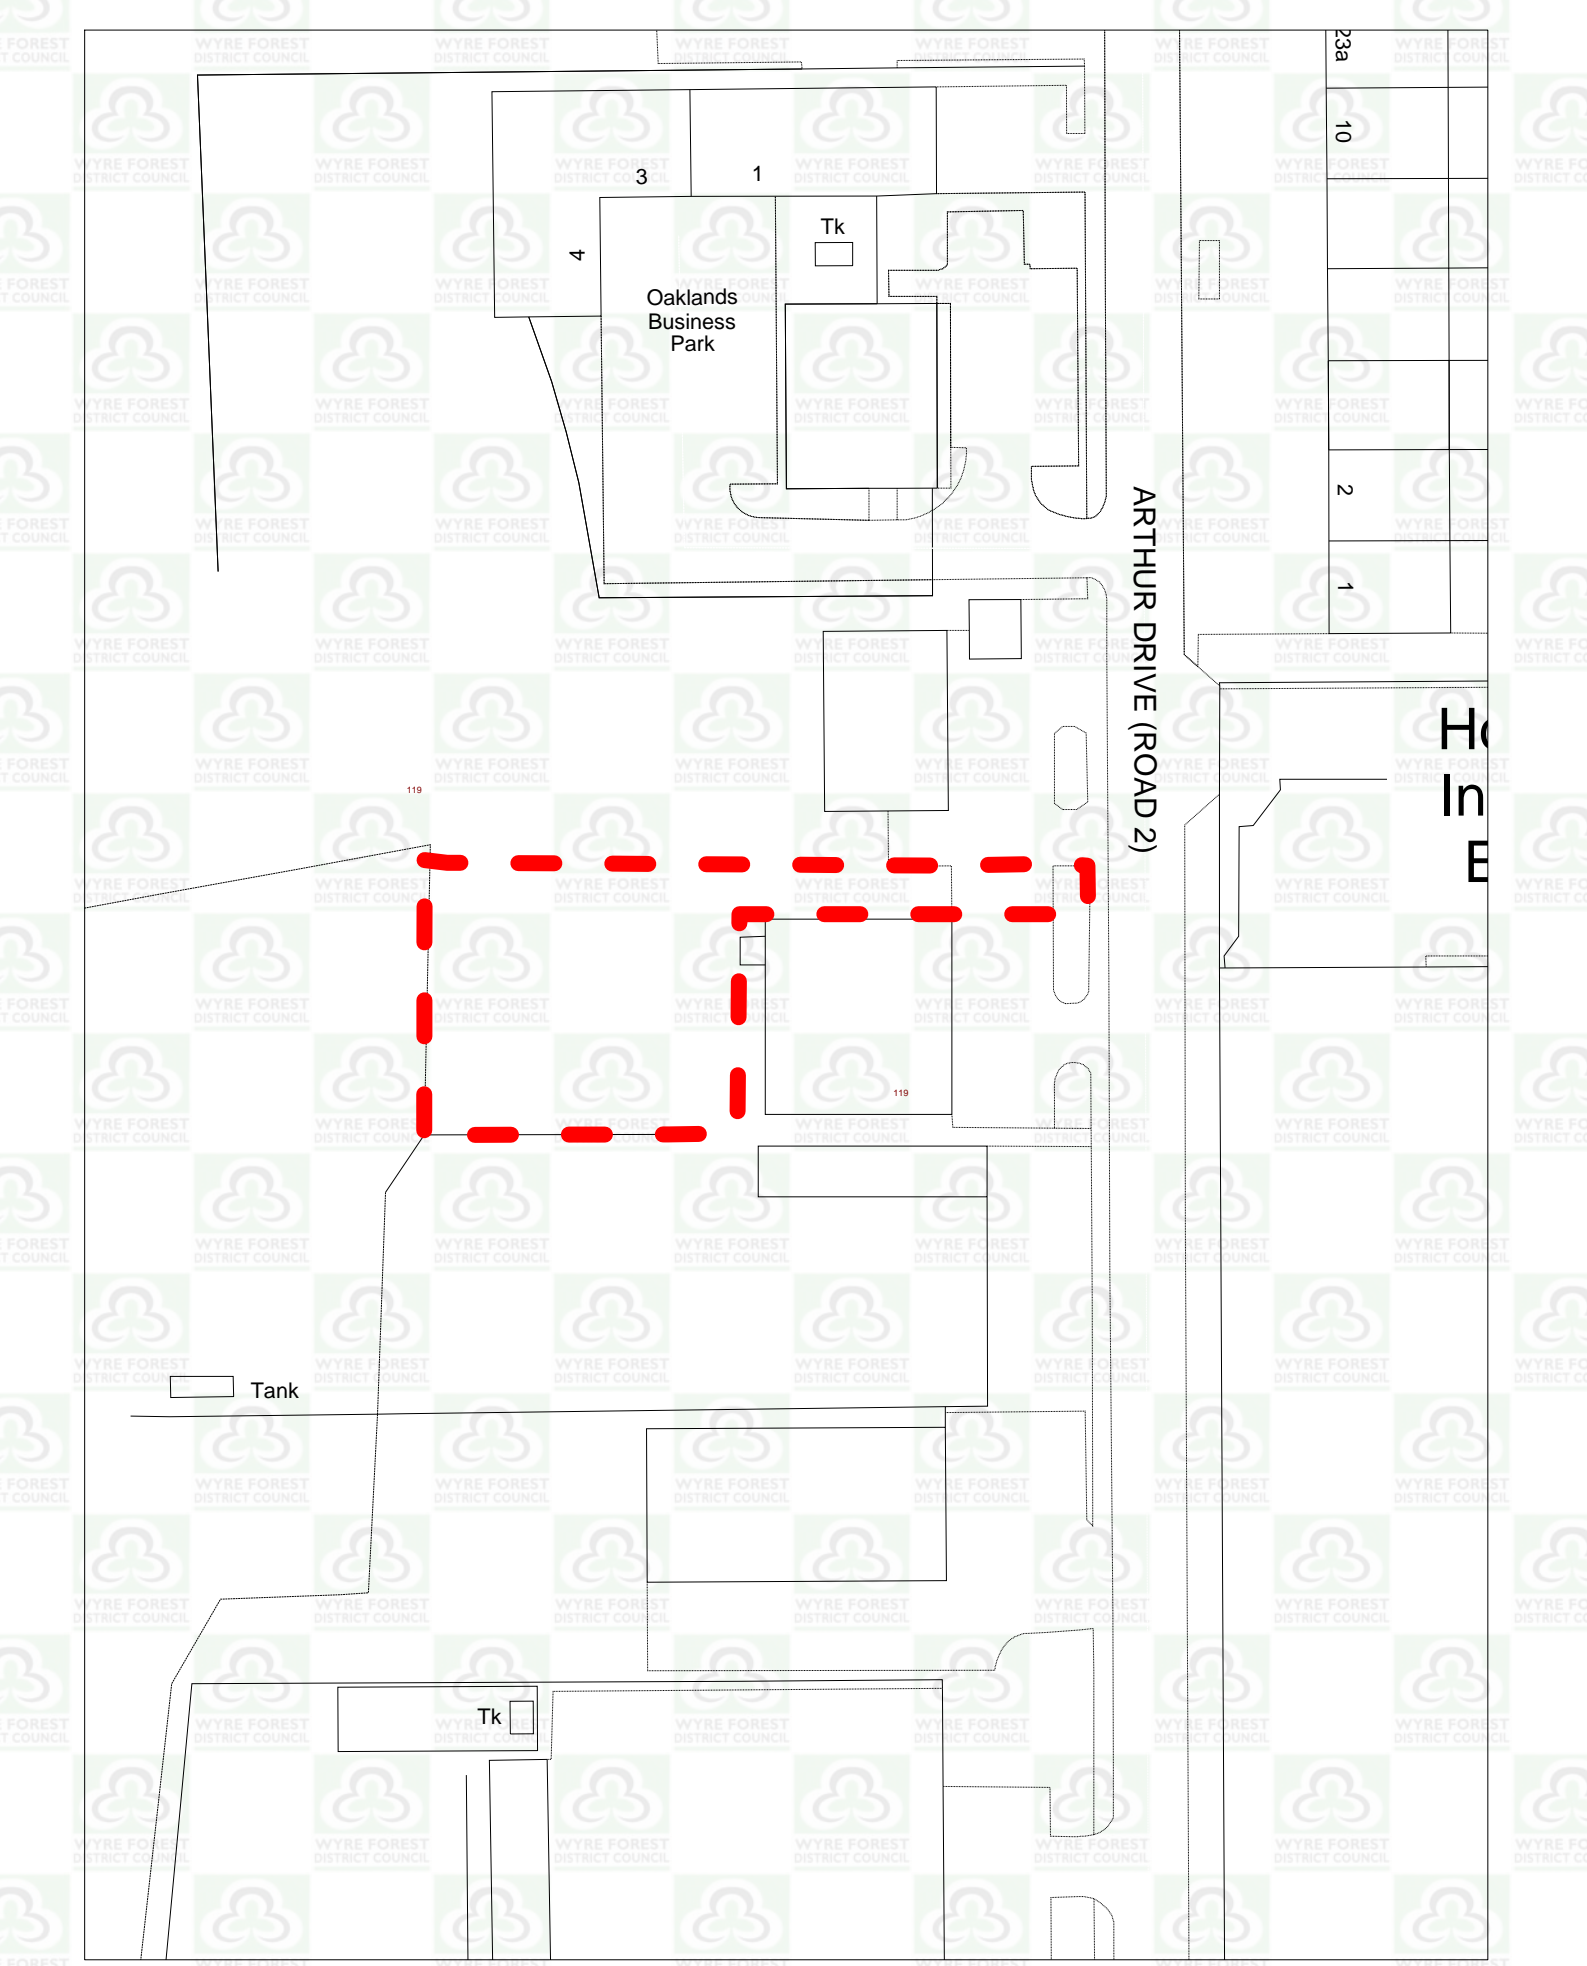 23a
10
3
1
Tk
4
Oaklands
Business
Park
2
ARTHUR DRIVE (ROAD 2)
1
In
119
119
Tank
Tk
WYRE FOREST
DISTRICT COUNCIL